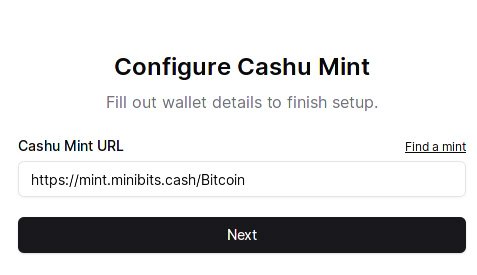 Configure Cashu Mint
Fill out wallet details to finish setup.
Cashu Mint URL
Find a mint
https://mint.minibits.cash/Bitcoin
Next